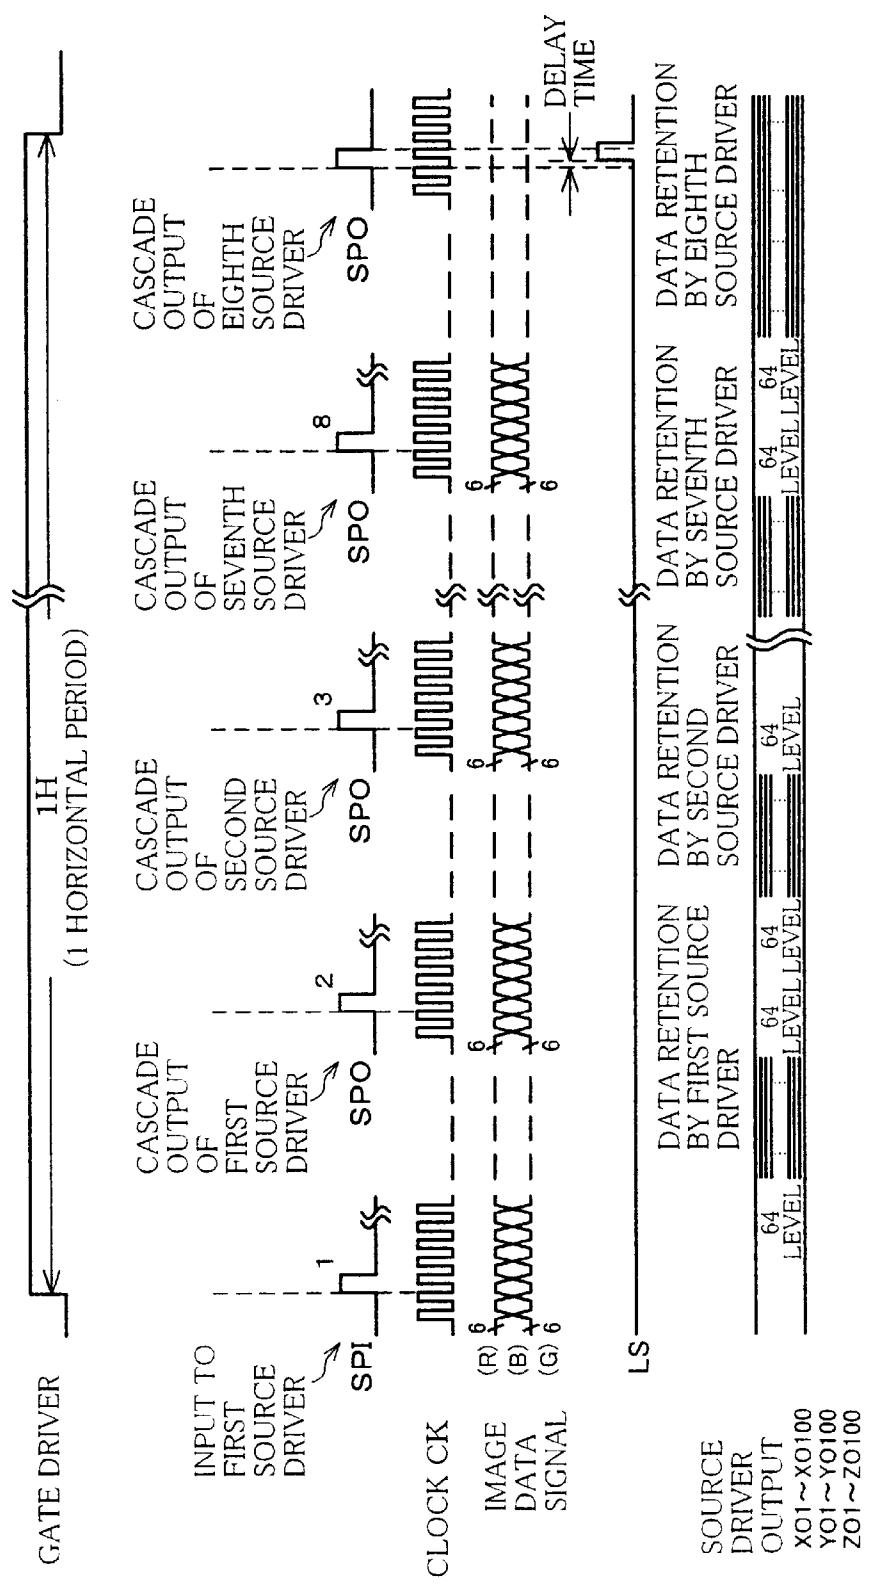 GATE DRIVER
1H
(1 HORIZONTAL PERIOD)
INPUT TO
FIRST
SOURCE
DRIVER
SPI
1
CASCADE
OUTPUT
OF
FIRST
SOURCE
DRIVER
SPO
2
CASCADE
OUTPUT
OF
SECOND
SOURCE
DRIVER
SPO
3
CASCADE
OUTPUT
OF
SEVENTH
SOURCE
DRIVER
SPO
8
CASCADE
OUTPUT
OF
EIGHTH
SOURCE
DRIVER
SPO
CLOCK CK
IMAGE
DATA
SIGNAL
(R)
(B)
(G)
6
6
6
6
6
6
6
6
DELAY
TIME
LS
DATA RETENTION
BY FIRST SOURCE
DRIVER
DATA RETENTION
BY SECOND
SOURCE DRIVER
DATA RETENTION
BY SEVENTH
SOURCE DRIVER
DATA RETENTION
BY EIGHTH
SOURCE DRIVER
SOURCE
DRIVER
OUTPUT
XO1~XO100
YO1~YO100
ZO1~ZO100
64
LEVEL
64
LEVEL
64
LEVEL
64
LEVEL
64
LEVEL
64
LEVEL